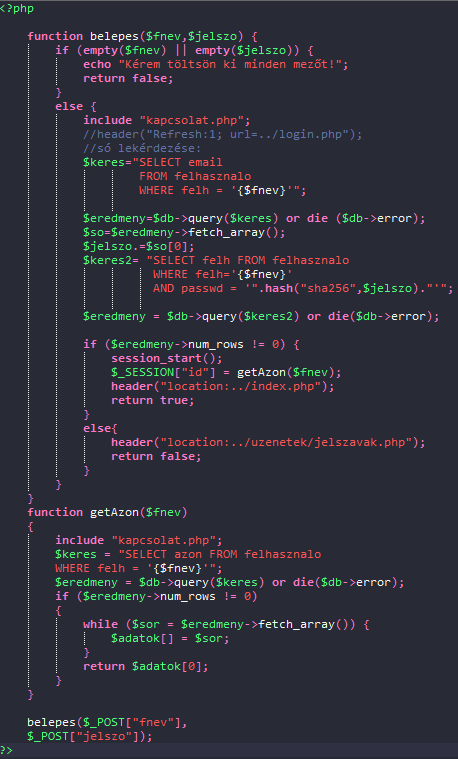 <?php
function belepes($fnev,$jelszo) {
if (empty($fnev) || empty($jelszo)) {
echo "Kérem töltsön ki minden mezőt!";
return false;
}
else {
include "kapcsolat.php";
//header("Refresh:1; url=../login.php");
//só lekérdezése:
$keres="SELECT email
FROM felhasznalo
WHERE felh = '{$fnev}'";
$eredmeny=$db->query($keres) or die ($db->error);
$so=$eredmeny->fetch_array();
$jelszo.=$so[0];
$keres2= "SELECT felh FROM felhasznalo
WHERE felh='{$fnev}'
AND passwd = '".hash("sha256",$jelszo)."'";
$eredmeny = $db->query($keres2) or die($db->error);
if ($eredmeny->num_rows != 0) {
session_start();
$_SESSION["id"] = getAzon($fnev);
header("location:../index.php");
return true;
}
else{
header("location:../uzenetek/jelszavak.php");
return false;
}
}
}
function getAzon($fnev)
{
include "kapcsolat.php";
$keres = "SELECT azon FROM felhasznalo
WHERE felh = '{$fnev}'";
$eredmeny = $db->query($keres) or die($db->error);
if ($eredmeny->num_rows != 0)
{
while ($sor = $eredmeny->fetch_array()) {
$adatok[] = $sor;
}
return $adatok[0];
}
}
belepes($_POST["fnev"],
$_POST["jelszo"]);
?>